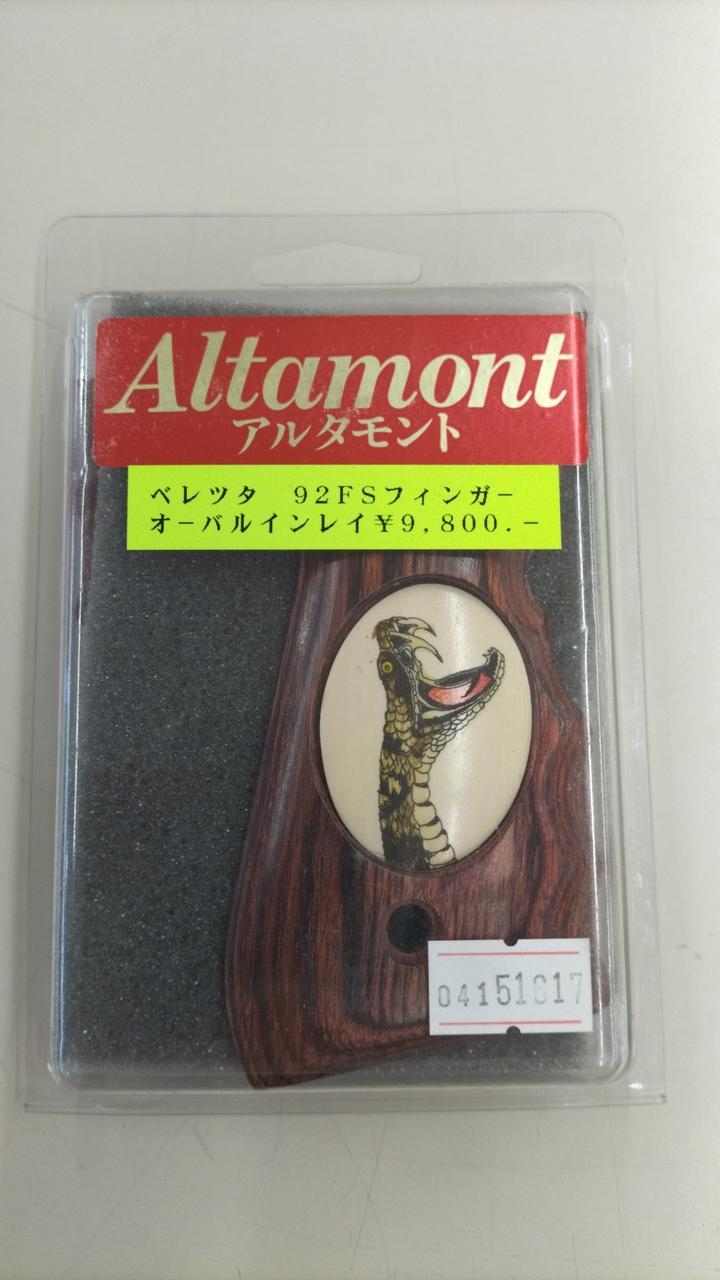 Altamont
アルタモント
ベレツタ 92FSフィンガー
オーバルインレイ¥9,800.-
04151617